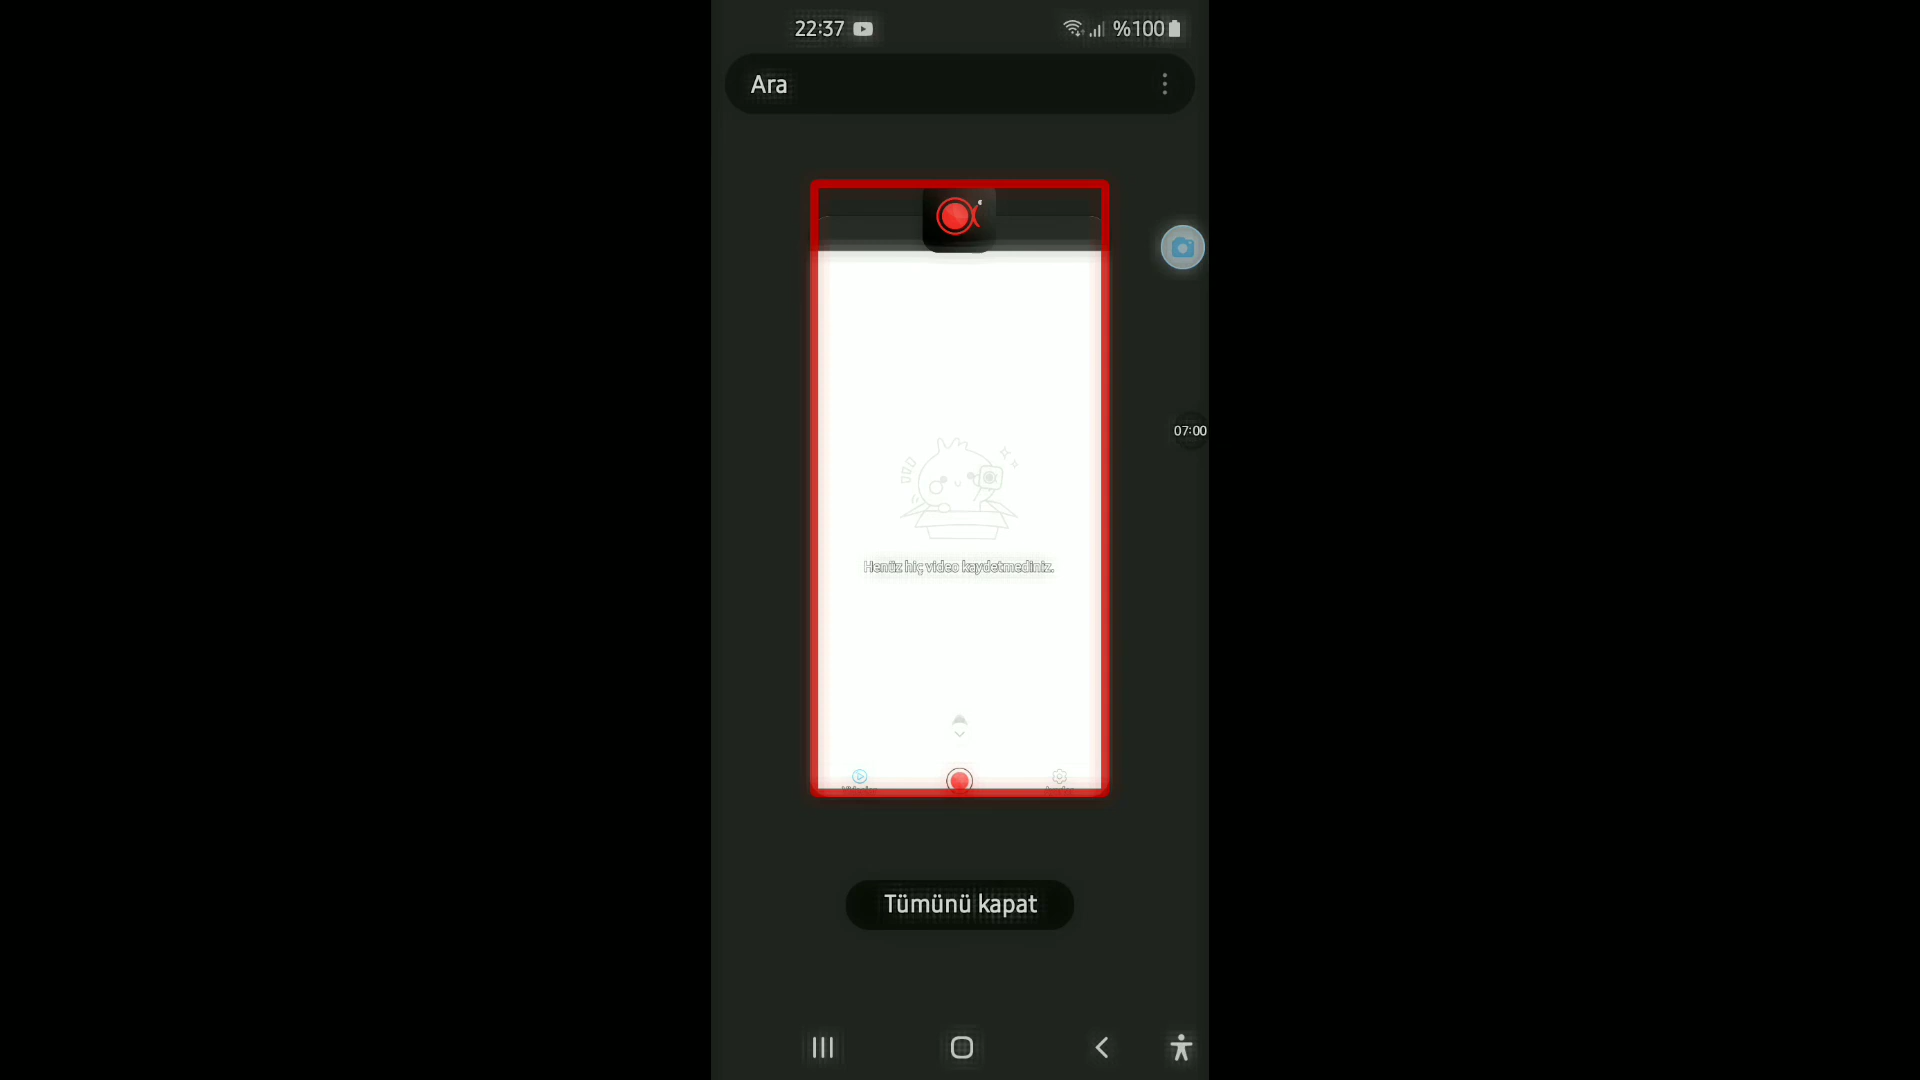 22:37
%100
Ara
07:00
Henüz hiç video kaydetmediniz.
Tümünü kapat